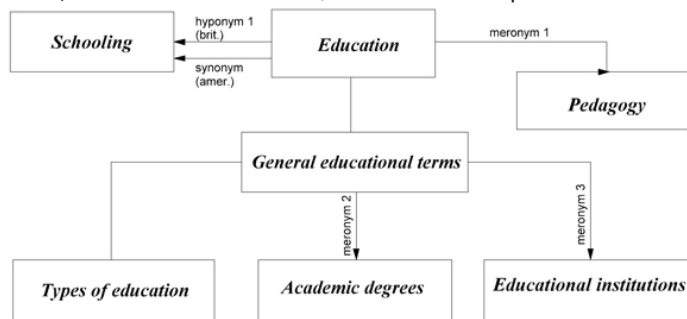 hyponym 1
(brit.)
Schooling
Education
meronym 1
synonym
(amer.)
Pedagogy
General educational terms
meronym 2
meronym 3
Types of education
Academic degrees
Educational institutions